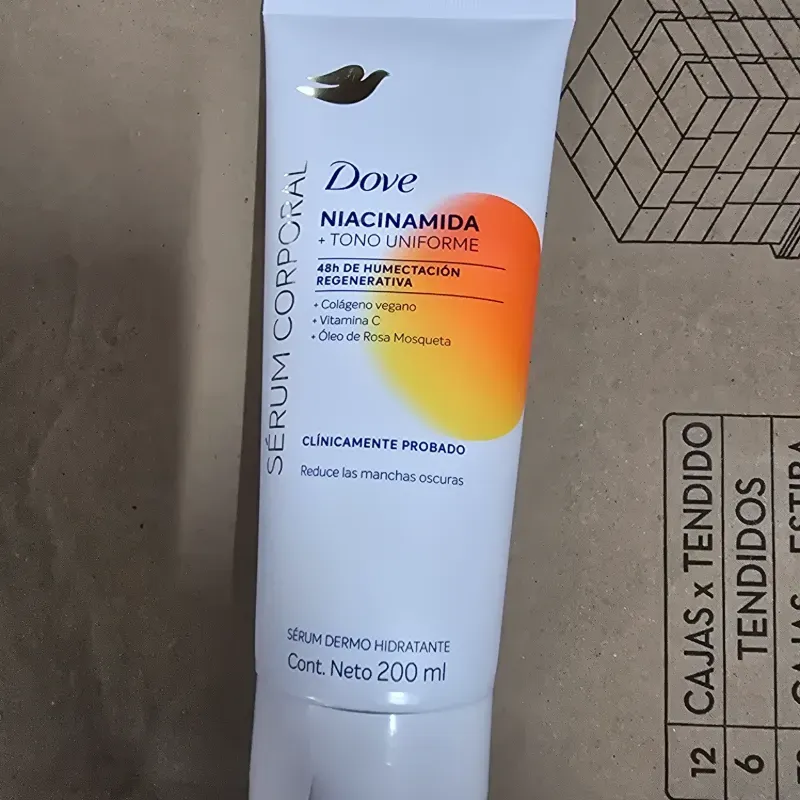 Dove
NIACINAMIDA
+ TONO UNIFORME
48h DE HUMECTACIÓN
REGENERATIVA
+ Colágeno vegano
+ Vitamina C
+ Óleo de Rosa Mosqueta
SÉRUM CORPORAL
CLÍNICAMENTE PROBADO
Reduce las manchas oscuras
SÉRUM DERMO HIDRATANTE
Cont. Neto 200 ml
12 CAJAS x TENDIDO
6 TENDIDOS